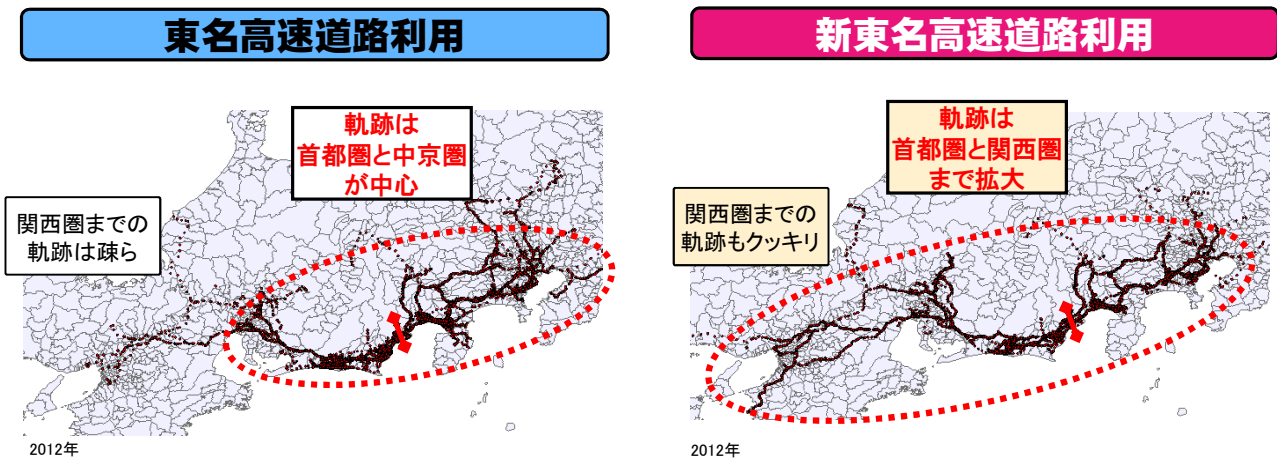 東名高速道路利用
新東名高速道路利用
軌跡は
首都圏と中京圏
が中心
関西圏までの
軌跡は疎ら
2012年
軌跡は
首都圏と関西圏
まで拡大
関西圏までの
軌跡もクッキリ
2012年